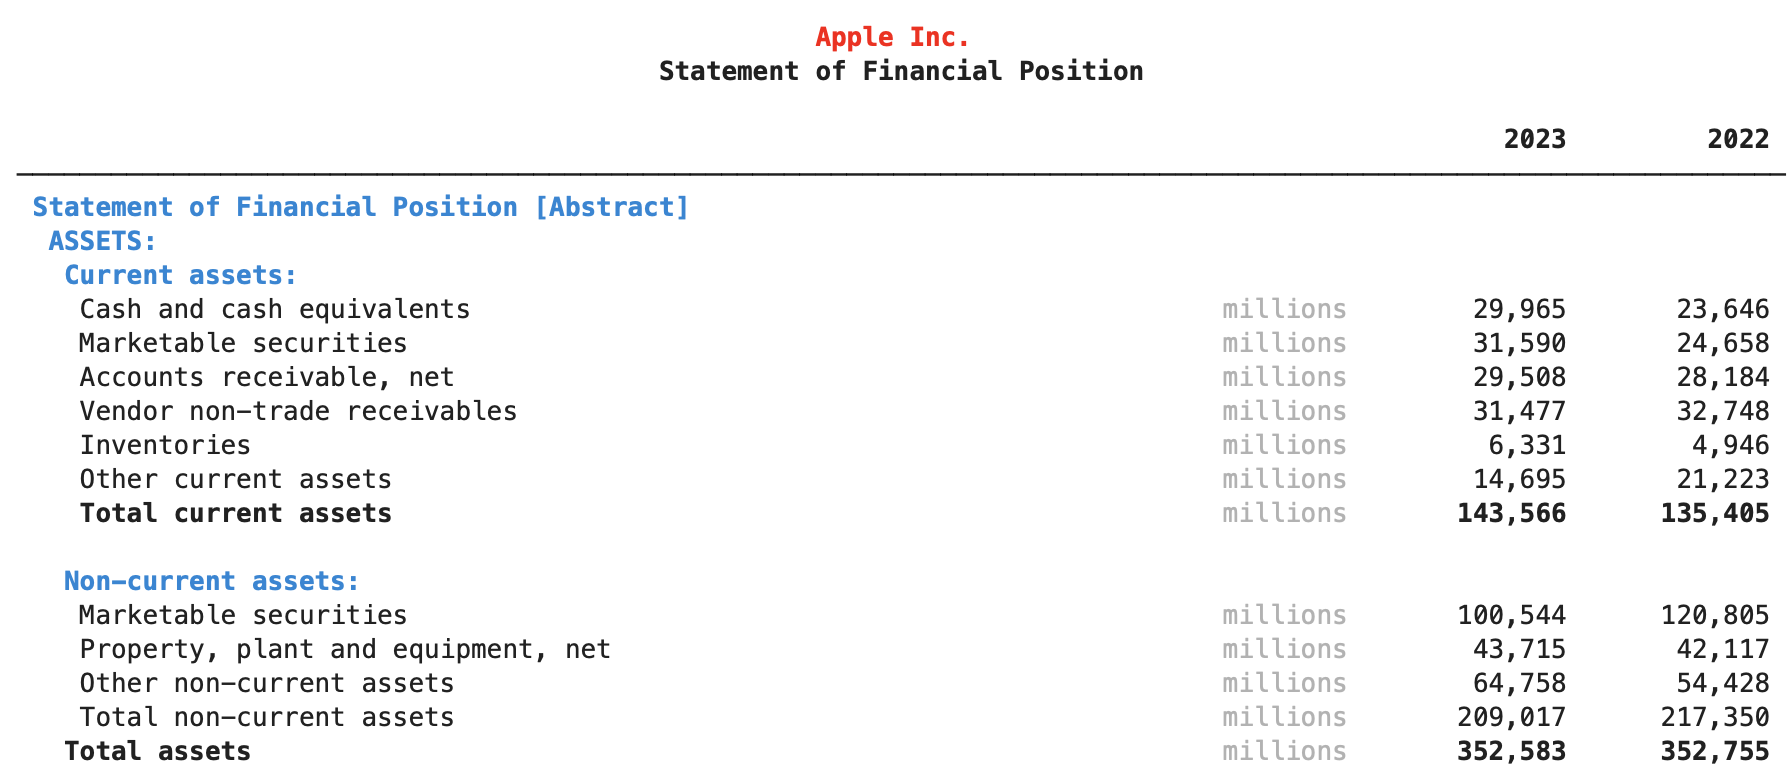 Apple Inc.
Statement of Financial Position
2023 2022
Statement of Financial Position [Abstract]
ASSETS:
Current assets:
Cash and cash equivalents millions 29,965 23,646
Marketable securities millions 31,590 24,658
Accounts receivable, net millions 29,508 28,184
Vendor non-trade receivables millions 31,477 32,748
Inventories millions 6,331 4,946
Other current assets millions 14,695 21,223
Total current assets millions 143,566 135,405
Non-current assets:
Marketable securities millions 100,544 120,805
Property, plant and equipment, net millions 43,715 42,117
Other non-current assets millions 64,758 54,428
Total non-current assets millions 209,017 217,350
Total assets millions 352,583 352,755